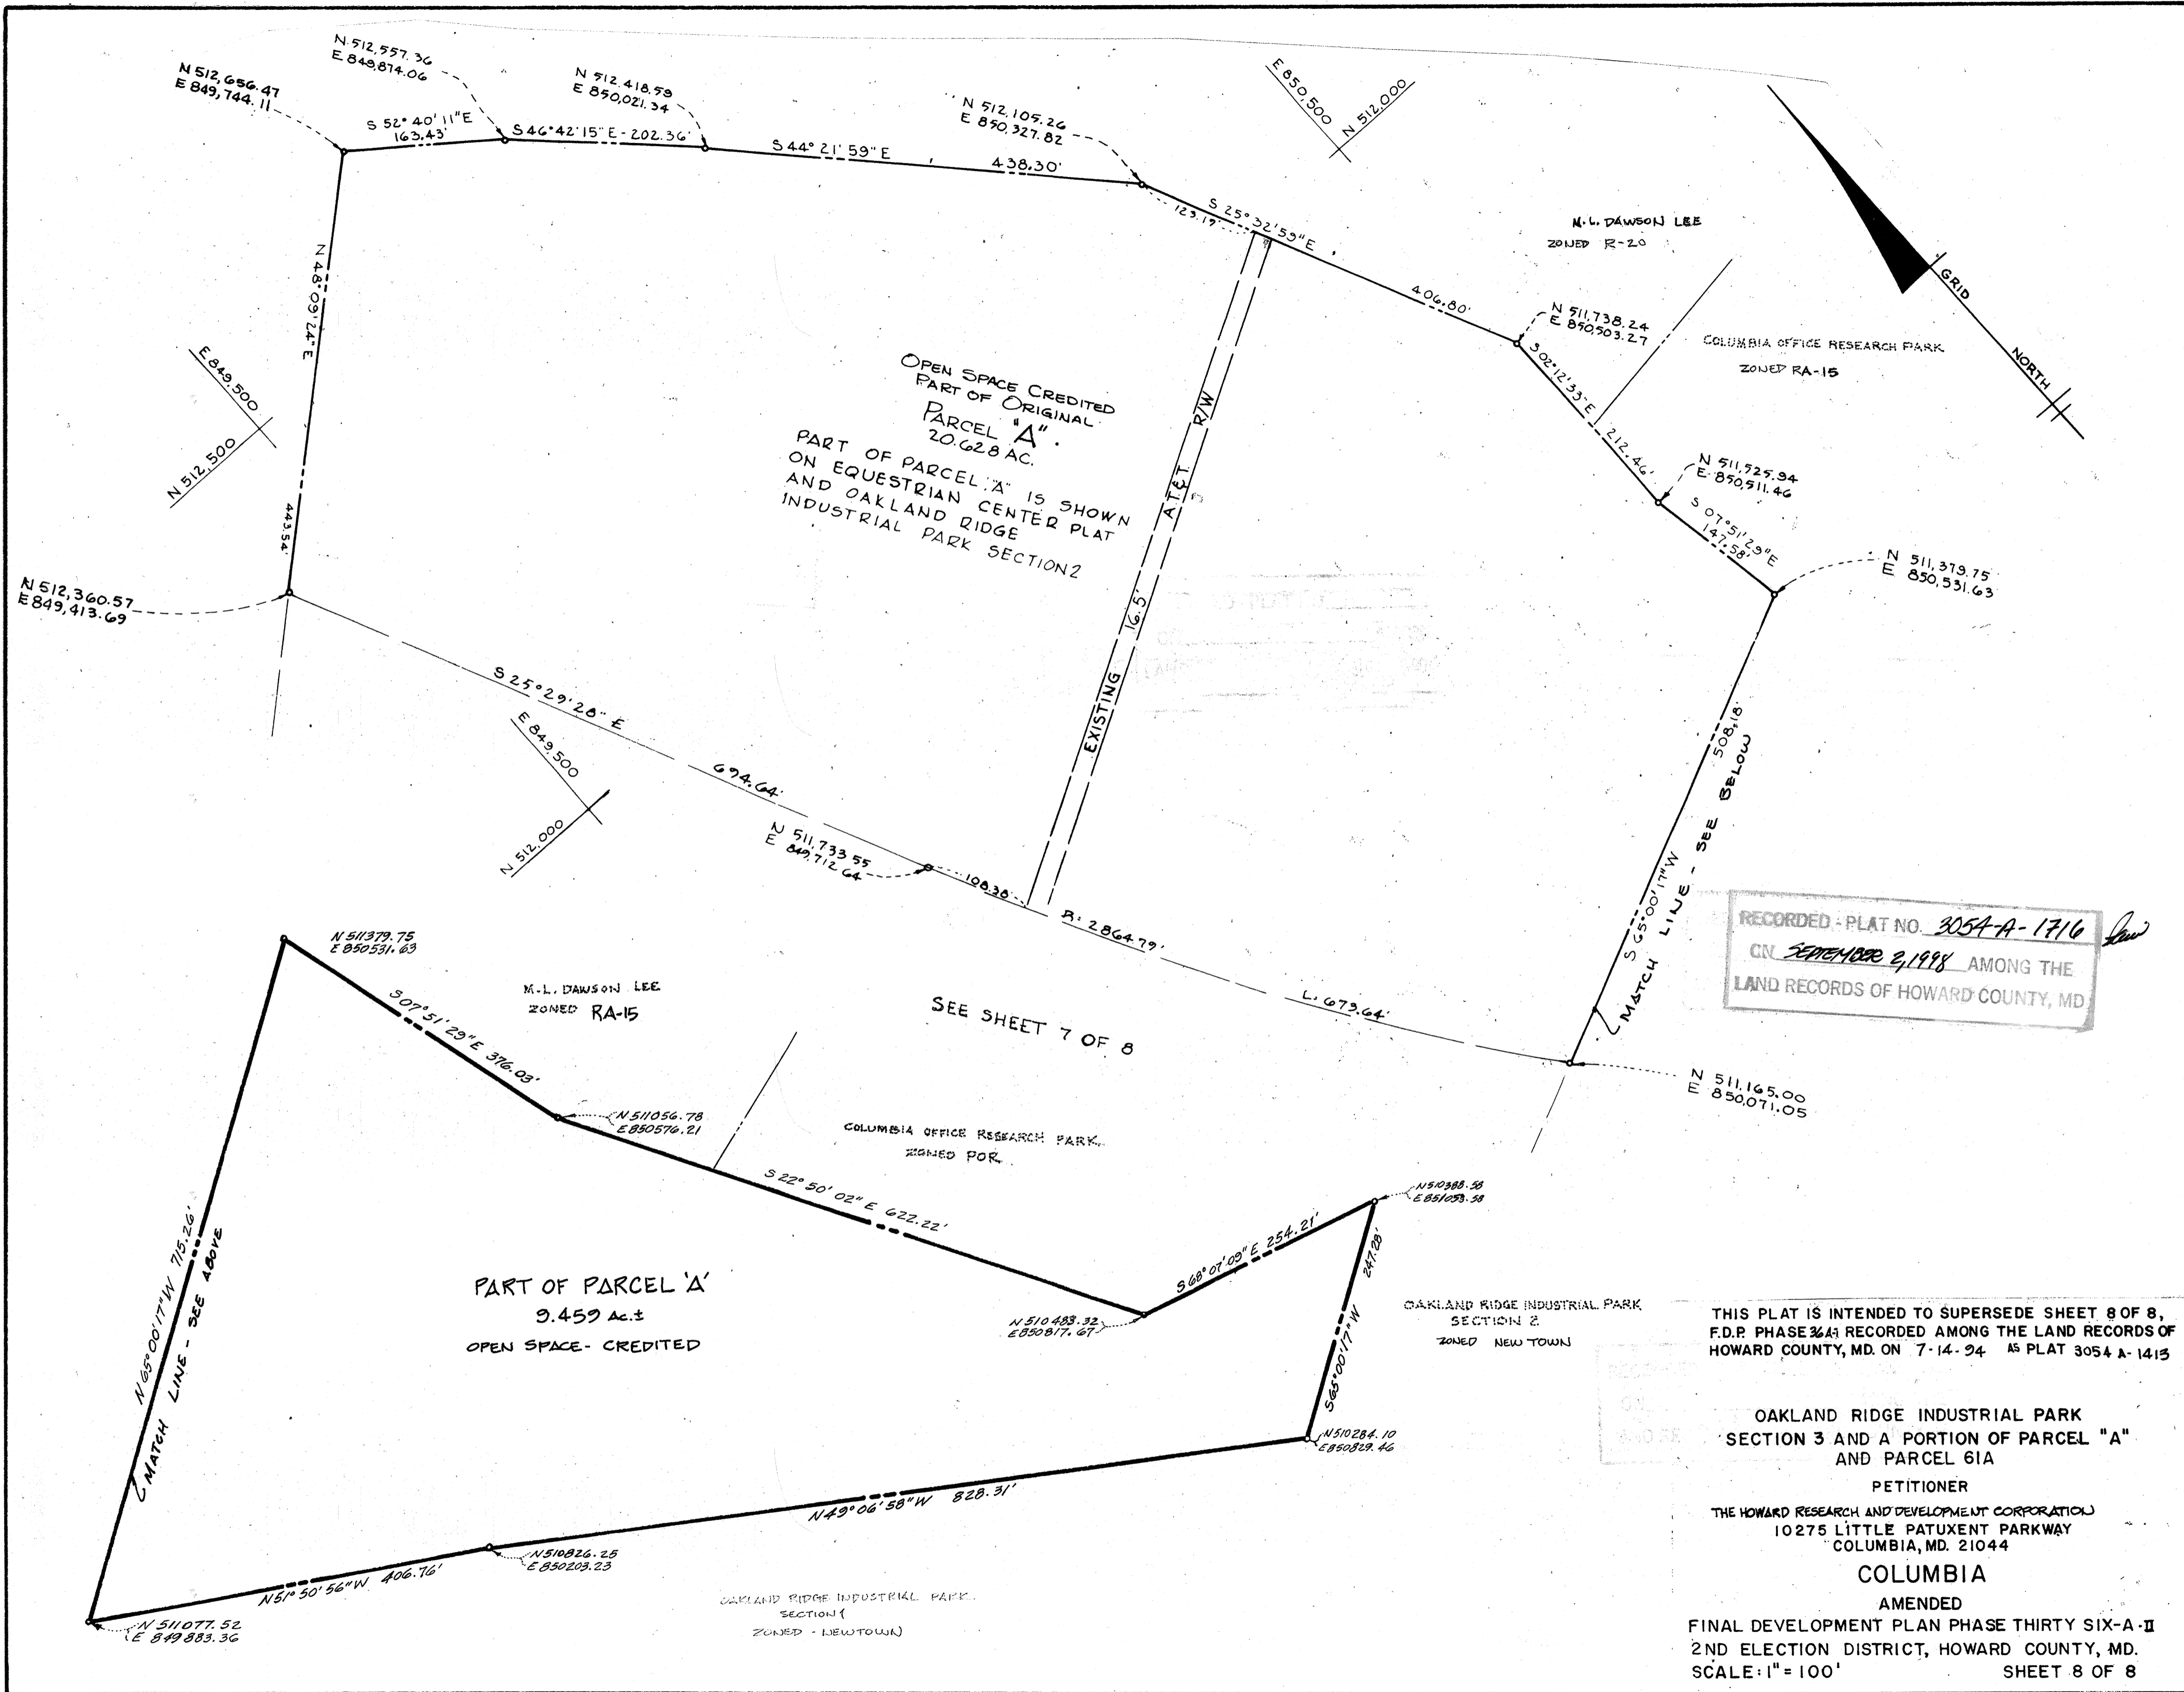 N 512,557.36
E 849,874.06
N 512,656.47
E 849,744.11
N 512,418.59
E 850,021.34
N 512,105.26
E 850,327.82
E 850,500
N 512,000
S 52° 40' 11" E
163.43'
S 46° 42' 15" E - 202.36'
S 44° 21' 59" E
438.30'
123.19'
S 25° 32' 59" E
406.80'
M.L. DAWSON LEE
ZONED R-20
GRID
NORTH
N 511,738.24
E 850,503.27
COLUMBIA OFFICE RESEARCH PARK
ZONED RA-15
S 02° 12' 33" E
212.46'
N 511,525.94
E 850,511.46
S 07° 51' 29" E
147.58'
N 511,379.75
E 850,531.63
N 48° 09' 24" E
443.54'
E 849,500
N 512,500
N 512,360.57
E 849,413.69
OPEN SPACE CREDITED
PART OF ORIGINAL
PARCEL "A"
20.628 AC.
PART OF PARCEL "A" IS SHOWN
ON EQUESTRIAN CENTER PLAT
AND OAKLAND RIDGE
INDUSTRIAL PARK SECTION 2
EXISTING 16.5' A.T.&T. R/W
S 25° 29' 28" E
694.64'
E 849,500
N 512,000
N 511,733.55
E 849,712.64
108.38'
R: 2864.79'
L: 679.64'
S 65° 00' 17" W
508.18'
MATCH LINE - SEE BELOW
RECORDED - PLAT NO. 3054-A-1716
ON SEPTEMBER 2, 1998 AMONG THE
LAND RECORDS OF HOWARD COUNTY, MD
N 511,165.00
E 850,071.05
SEE SHEET 7 OF 8
N 511379.75
E 850531.63
M.L. DAWSON LEE
ZONED RA-15
S 07° 51' 29" E 376.03'
N 511056.78
E 850576.21
COLUMBIA OFFICE RESEARCH PARK
ZONED POR
S 22° 50' 02" E 622.22'
N 510388.58
E 851053.58
S 68° 07' 09" E 254.21'
247.28'
S 65° 00' 17" W
N 510483.32
E 850817.67
OAKLAND RIDGE INDUSTRIAL PARK
SECTION 2
ZONED NEW TOWN
N 65° 00' 17" W 715.26'
MATCH LINE - SEE ABOVE
PART OF PARCEL 'A'
9.459 Ac.±
OPEN SPACE - CREDITED
N 510284.10
E 850829.46
N 49° 06' 58" W 828.31'
N 510826.25
E 850203.23
N 51° 50' 56" W 406.76'
N 511077.52
E 849883.36
OAKLAND RIDGE INDUSTRIAL PARK
SECTION 1
ZONED - NEWTOWN
THIS PLAT IS INTENDED TO SUPERSEDE SHEET 8 OF 8,
F.D.P. PHASE RECORDED AMONG THE LAND RECORDS OF
HOWARD COUNTY, MD. ON 7-14-94 AS PLAT 3054 A-1413
OAKLAND RIDGE INDUSTRIAL PARK
SECTION 3 AND A PORTION OF PARCEL "A"
AND PARCEL 61A
PETITIONER
THE HOWARD RESEARCH AND DEVELOPMENT CORPORATION
10275 LITTLE PATUXENT PARKWAY
COLUMBIA, MD. 21044
COLUMBIA
AMENDED
FINAL DEVELOPMENT PLAN PHASE THIRTY SIX-A-II
2ND ELECTION DISTRICT, HOWARD COUNTY, MD.
SCALE: 1" = 100'
SHEET 8 OF 8